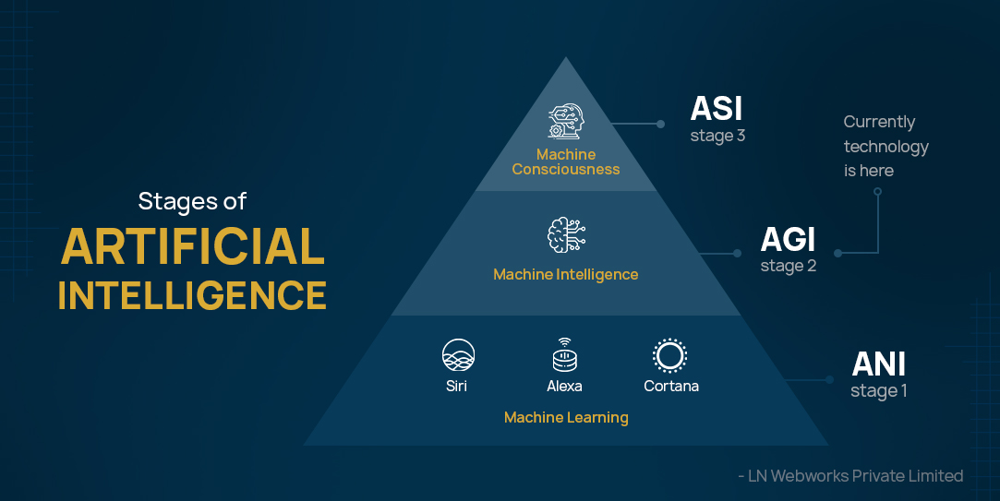 Stages of
ARTIFICIAL
INTELLIGENCE
Machine
Consciousness
ASI
stage 3
Currently
technology
is here
Machine Intelligence
AGI
stage 2
Siri
Alexa
Cortana
Machine Learning
ANI
stage 1
- LN Webworks Private Limited